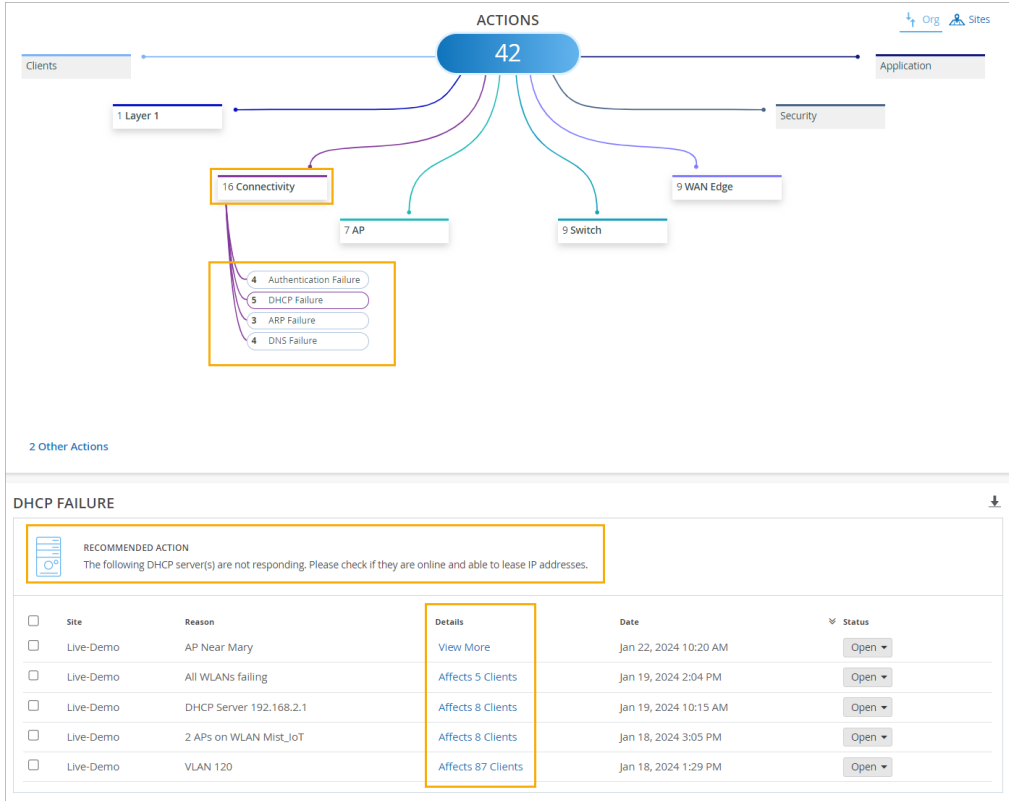 ACTIONS
Org Sites
42
Clients
Application
1 Layer 1
Security
16 Connectivity
9 WAN Edge
7 AP
9 Switch
4 Authentication Failure
5 DHCP Failure
3 ARP Failure
4 DNS Failure
2 Other Actions
DHCP FAILURE
RECOMMENDED ACTION
The following DHCP server(s) are not responding. Please check if they are online and able to lease IP addresses.
Site Reason Details Date Status
Live-Demo AP Near Mary View More Jan 22, 2024 10:20 AM Open
Live-Demo All WLANs failing Affects 5 Clients Jan 19, 2024 2:04 PM Open
Live-Demo DHCP Server 192.168.2.1 Affects 8 Clients Jan 19, 2024 10:15 AM Open
Live-Demo 2 APs on WLAN Mist_IoT Affects 8 Clients Jan 18, 2024 3:05 PM Open
Live-Demo VLAN 120 Affects 87 Clients Jan 18, 2024 1:29 PM Open